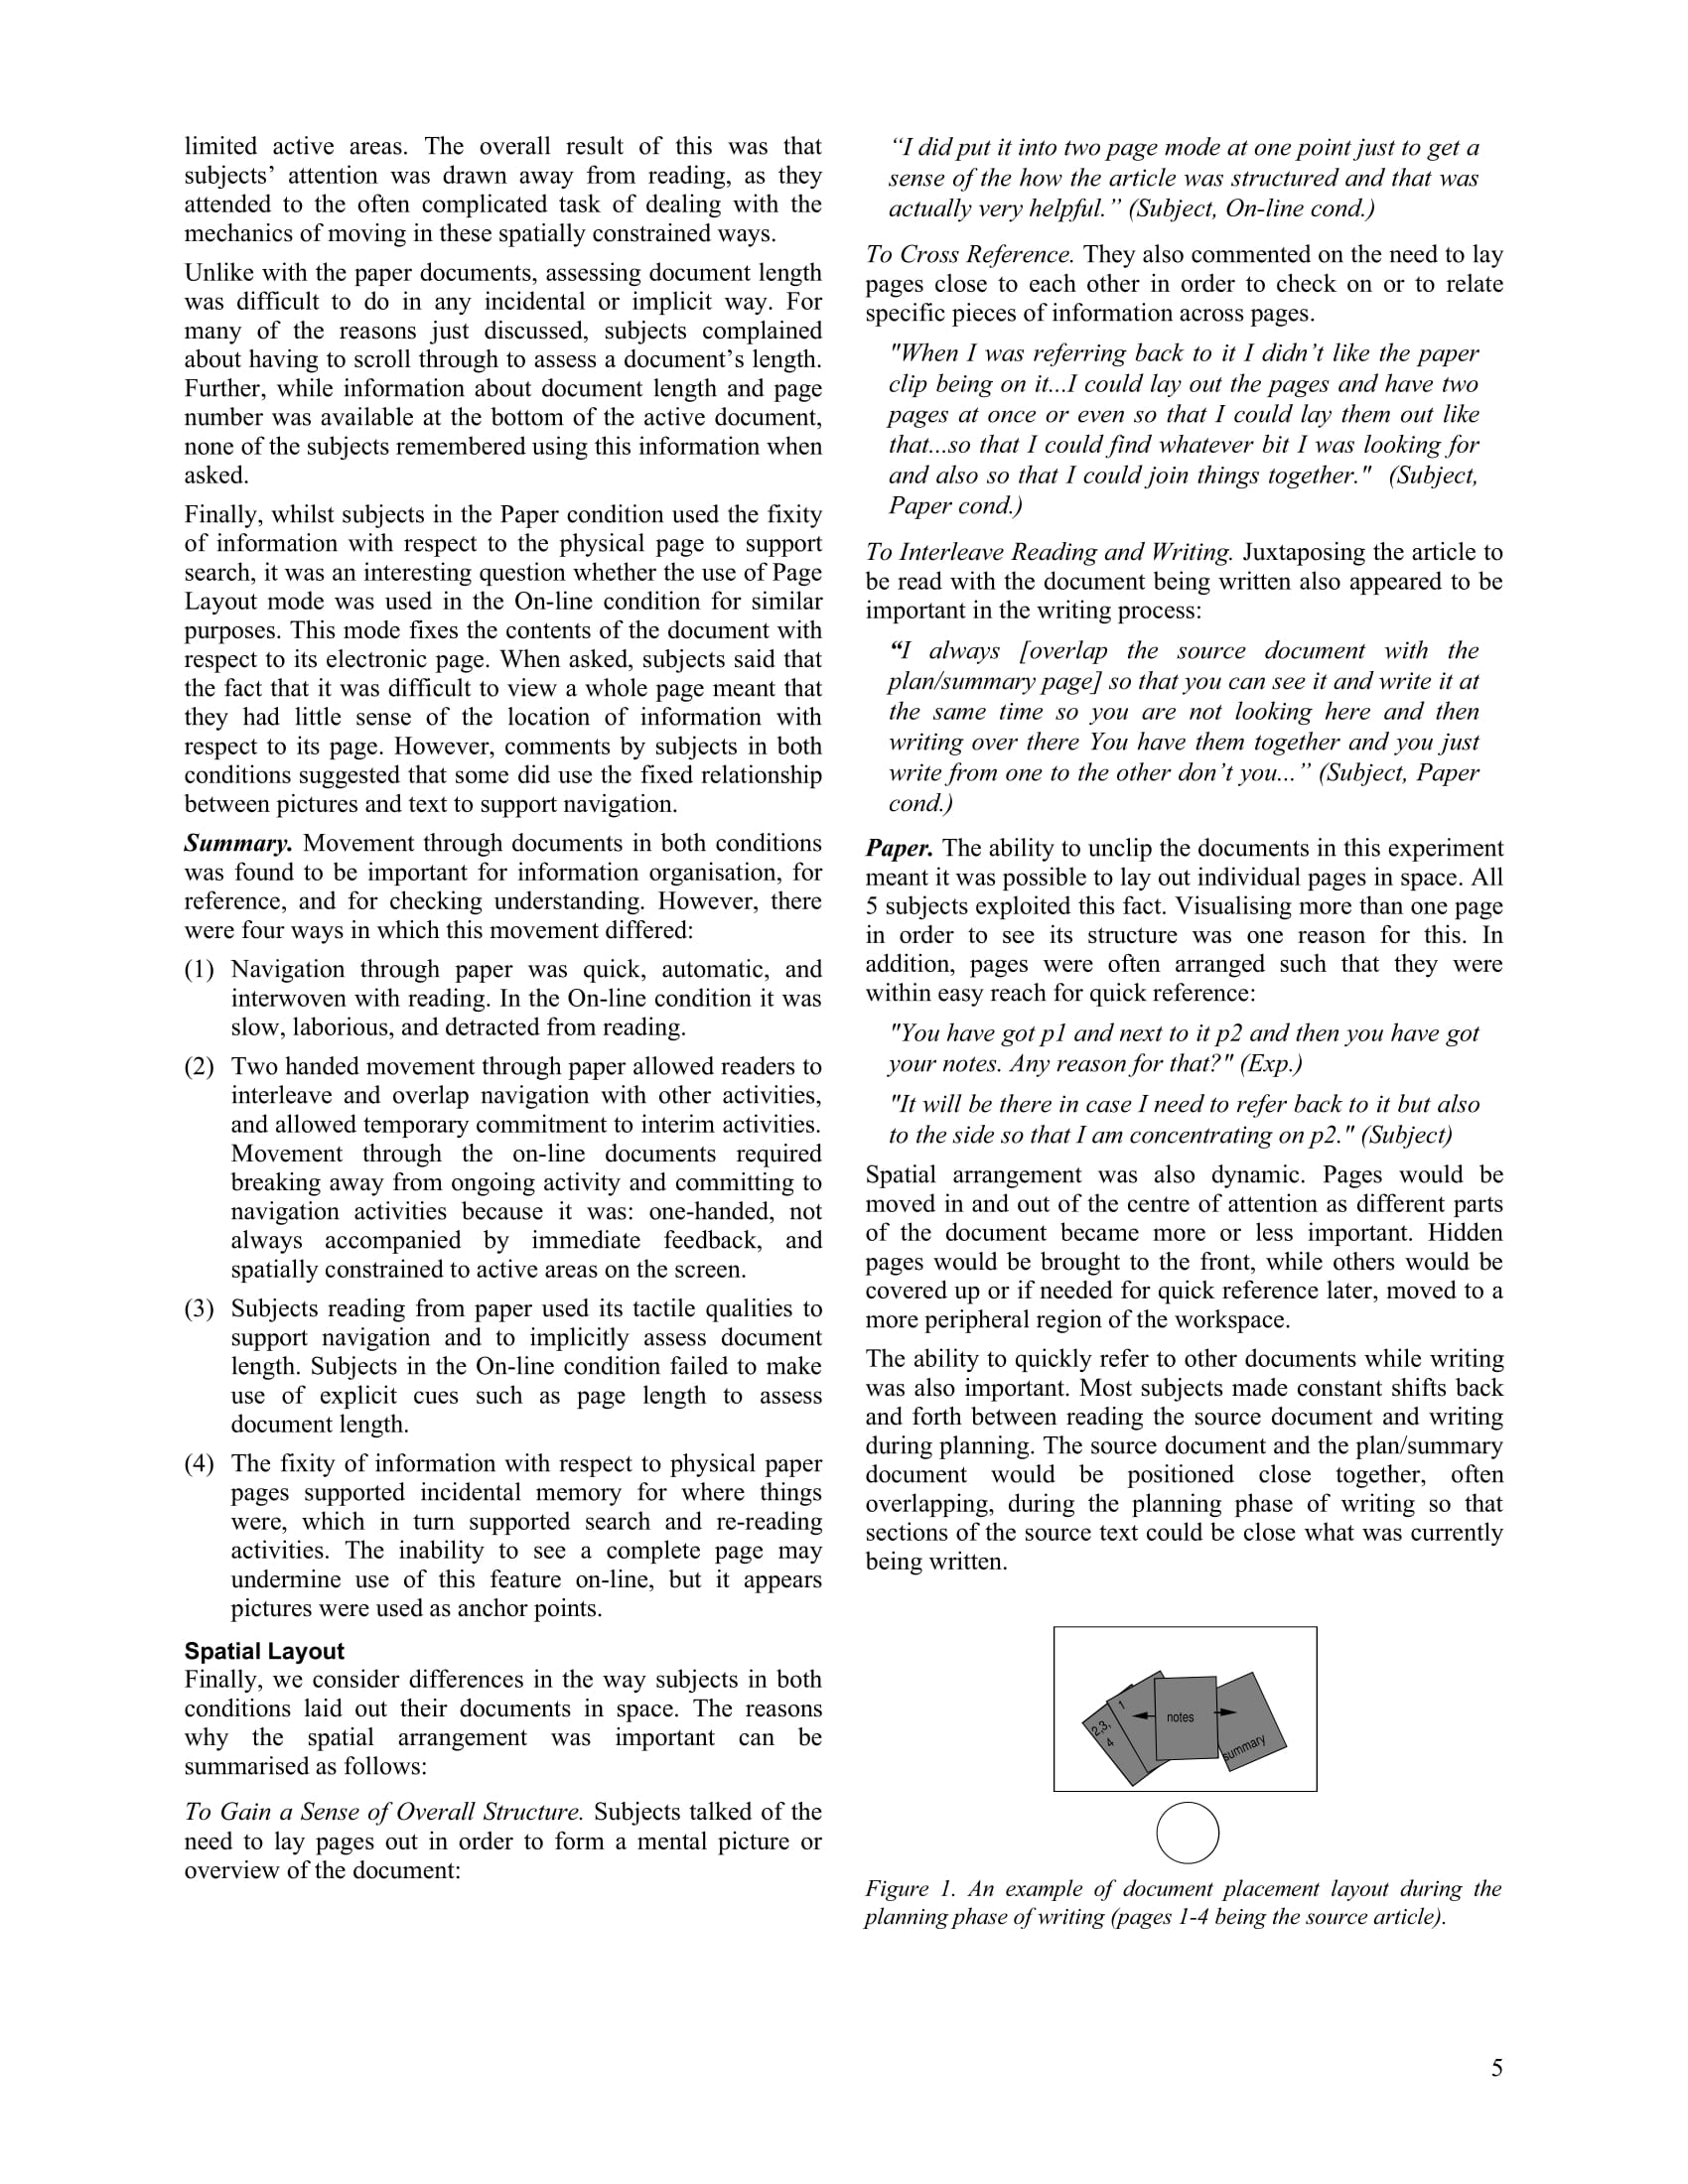 limited active areas. The overall result of this was that
subjects’ attention was drawn away from reading, as they
attended to the often complicated task of dealing with the
mechanics of moving in these spatially constrained ways.
Unlike with the paper documents, assessing document length
was difficult to do in any incidental or implicit way. For
many of the reasons just discussed, subjects complained
about having to scroll through to assess a document’s length.
Further, while information about document length and page
number was available at the bottom of the active document,
none of the subjects remembered using this information when
asked.
Finally, whilst subjects in the Paper condition used the fixity
of information with respect to the physical page to support
search, it was an interesting question whether the use of Page
Layout mode was used in the On-line condition for similar
purposes. This mode fixes the contents of the document with
respect to its electronic page. When asked, subjects said that
the fact that it was difficult to view a whole page meant that
they had little sense of the location of information with
respect to its page. However, comments by subjects in both
conditions suggested that some did use the fixed relationship
between pictures and text to support navigation.
Summary. Movement through documents in both conditions
was found to be important for information organisation, for
reference, and for checking understanding. However, there
were four ways in which this movement differed:
(1) Navigation through paper was quick, automatic, and
interwoven with reading. In the On-line condition it was
slow, laborious, and detracted from reading.
(2) Two handed movement through paper allowed readers to
interleave and overlap navigation with other activities,
and allowed temporary commitment to interim activities.
Movement through the on-line documents required
breaking away from ongoing activity and committing to
navigation activities because it was: one-handed, not
always accompanied by immediate feedback, and
spatially constrained to active areas on the screen.
(3) Subjects reading from paper used its tactile qualities to
support navigation and to implicitly assess document
length. Subjects in the On-line condition failed to make
use of explicit cues such as page length to assess
document length.
(4) The fixity of information with respect to physical paper
pages supported incidental memory for where things
were, which in turn supported search and re-reading
activities. The inability to see a complete page may
undermine use of this feature on-line, but it appears
pictures were used as anchor points.
Spatial Layout
Finally, we consider differences in the way subjects in both
conditions laid out their documents in space. The reasons
why the spatial arrangement was important can be
summarised as follows:
To Gain a Sense of Overall Structure. Subjects talked of the
need to lay pages out in order to form a mental picture or
overview of the document:
“I did put it into two page mode at one point just to get a
sense of the how the article was structured and that was
actually very helpful.” (Subject, On-line cond.)
To Cross Reference. They also commented on the need to lay
pages close to each other in order to check on or to relate
specific pieces of information across pages.
"When I was referring back to it I didn’t like the paper
clip being on it...I could lay out the pages and have two
pages at once or even so that I could lay them out like
that...so that I could find whatever bit I was looking for
and also so that I could join things together." (Subject,
Paper cond.)
To Interleave Reading and Writing. Juxtaposing the article to
be read with the document being written also appeared to be
important in the writing process:
“I always [overlap the source document with the
plan/summary page] so that you can see it and write it at
the same time so you are not looking here and then
writing over there You have them together and you just
write from one to the other don’t you...” (Subject, Paper
cond.)
Paper. The ability to unclip the documents in this experiment
meant it was possible to lay out individual pages in space. All
5 subjects exploited this fact. Visualising more than one page
in order to see its structure was one reason for this. In
addition, pages were often arranged such that they were
within easy reach for quick reference:
"You have got p1 and next to it p2 and then you have got
your notes. Any reason for that?" (Exp.)
"It will be there in case I need to refer back to it but also
to the side so that I am concentrating on p2." (Subject)
Spatial arrangement was also dynamic. Pages would be
moved in and out of the centre of attention as different parts
of the document became more or less important. Hidden
pages would be brought to the front, while others would be
covered up or if needed for quick reference later, moved to a
more peripheral region of the workspace.
The ability to quickly refer to other documents while writing
was also important. Most subjects made constant shifts back
and forth between reading the source document and writing
during planning. The source document and the plan/summary
document would be positioned close together, often
overlapping, during the planning phase of writing so that
sections of the source text could be close what was currently
being written.
2,3,
4
1
notes
summary
Figure 1. An example of document placement layout during the
planning phase of writing (pages 1-4 being the source article).
5